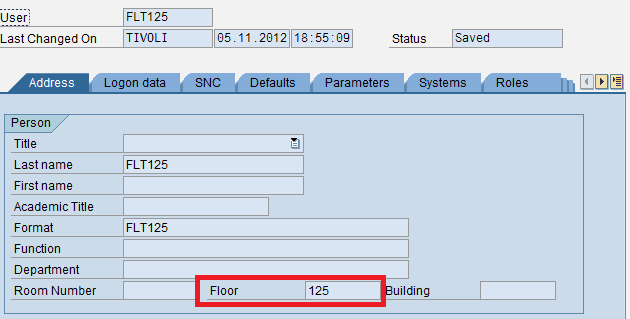 User FLT125
Last Changed On TIVOLI 05.11.2012 18:55:09 Status Saved
Address Logon data SNC Defaults Parameters Systems Roles
Person
Title
Last name FLT125
First name
Academic Title
Format FLT125
Function
Department
Room Number Floor 125 Building